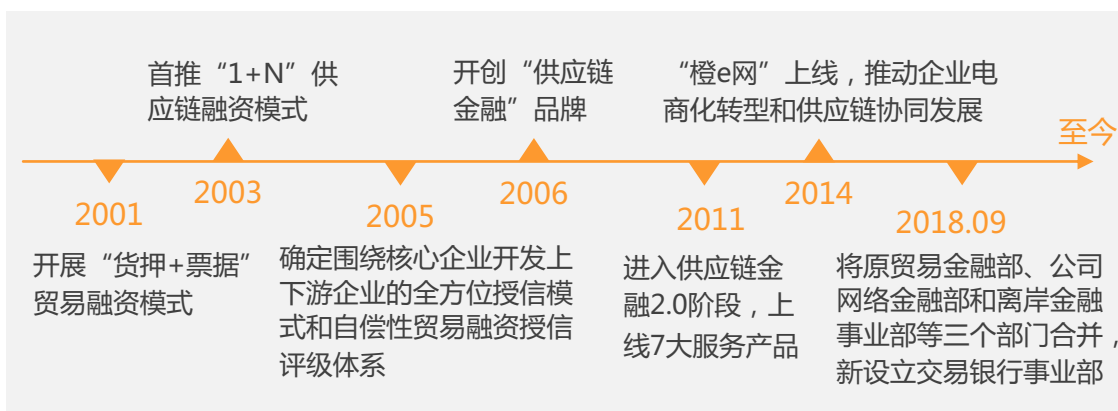 首推“1+N”供
应链融资模式
开创“供应链
金融”品牌
“橙e网”上线，推动企业电
商化转型和供应链协同发展
至今
2001
2003
2005
2006
2011
2014
2018.09
开展“货押+票据”
贸易融资模式
确定围绕核心企业开发上
下游企业的全方位授信模
式和自偿性贸易融资授信
评级体系
进入供应链金
融2.0阶段，上
线7大服务产品
将原贸易金融部、公司
网络金融部和离岸金融
事业部等三个部门合并，
新设立交易银行事业部